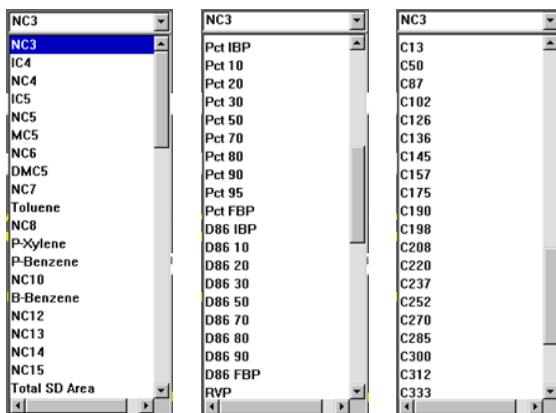 NC3
NC3
IC4
NC4
IC5
NC5
MC5
NC6
DMC5
NC7
Toluene
NC8
P-Xylene
P-Benzene
NC10
B-Benzene
NC12
NC13
NC14
NC15
Total SD Area
NC3
Pct IBP
Pct 10
Pct 20
Pct 30
Pct 50
Pct 70
Pct 80
Pct 90
Pct 95
Pct FBP
D86 IBP
D86 10
D86 20
D86 30
D86 50
D86 70
D86 80
D86 90
D86 FBP
RVP
NC3
C13
C50
C87
C102
C126
C136
C145
C157
C175
C190
C198
C208
C220
C237
C252
C270
C285
C300
C312
C333